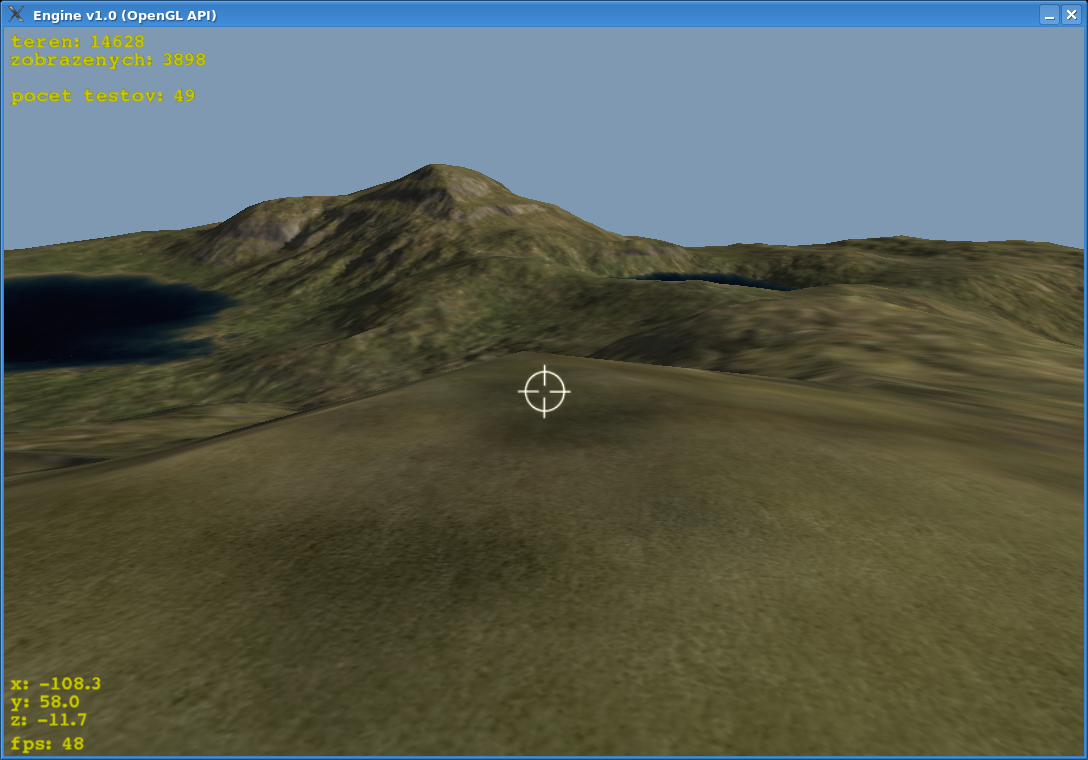 Engine v1.0 (OpenGL API)
teren: 14628
zobrazenych: 3898
pocet testov: 49
x: -108.3
y: 58.0
z: -11.7
fps: 48